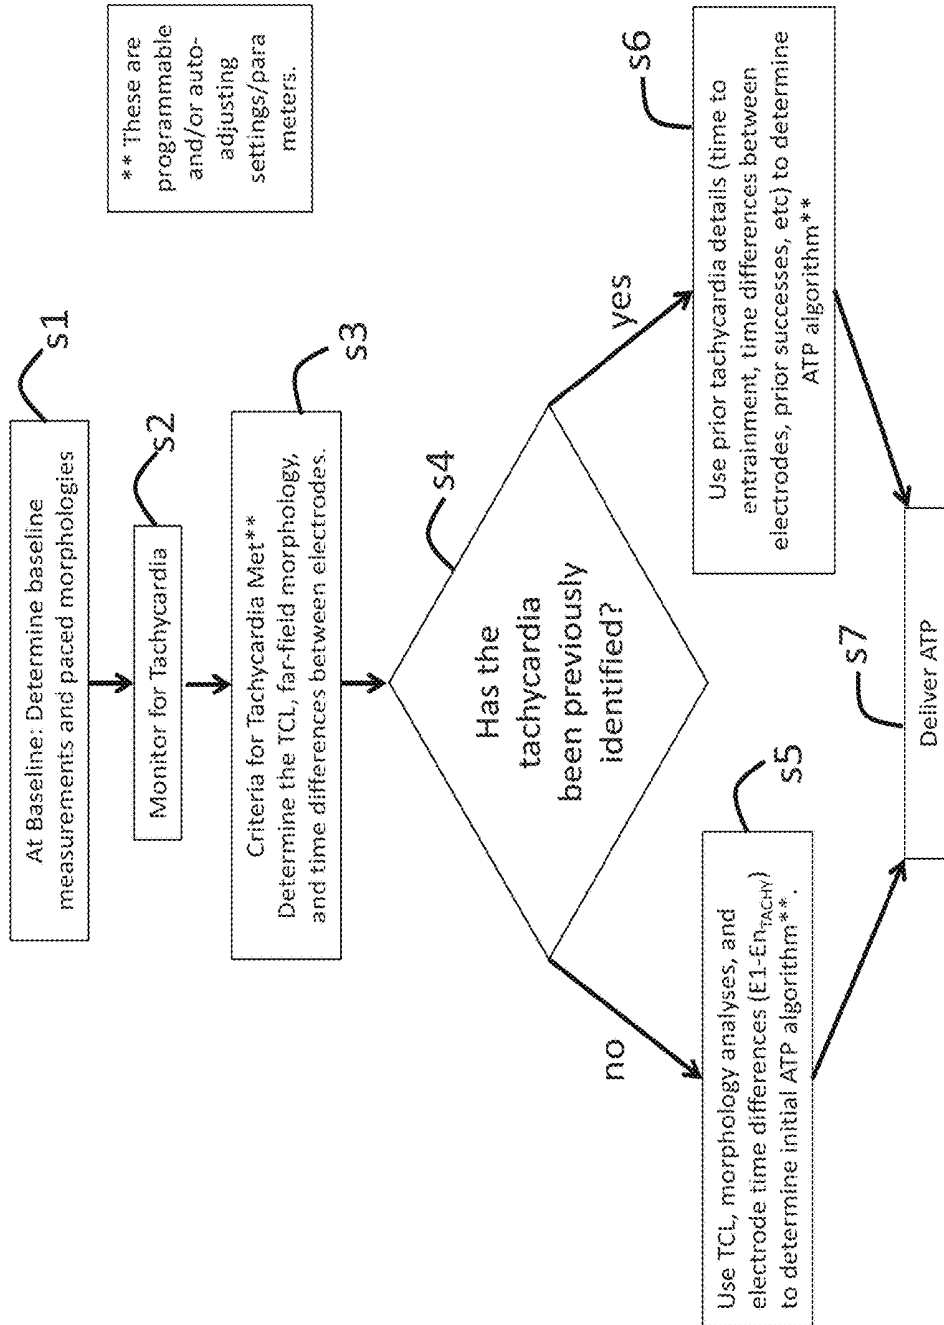 At Baseline: Determine baseline
measurements and paced morphologies
s1
** These are
programmable
and/or auto-
adjusting
settings/para
meters.
Monitor for Tachycardia
s2
Criteria for Tachycardia Met**
Determine the TCL, far-field morphology,
and time differences between electrodes.
s3
s4
Has the
tachycardia
been previously
identified?
no
yes
Use TCL, morphology analyses, and
electrode time differences (E1-EnTACHY)
to determine initial ATP algorithm**.
s5
Use prior tachycardia details (time to
entrainment, time differences between
electrodes, prior successes, etc) to determine
ATP algorithm**
s6
s7
Deliver ATP